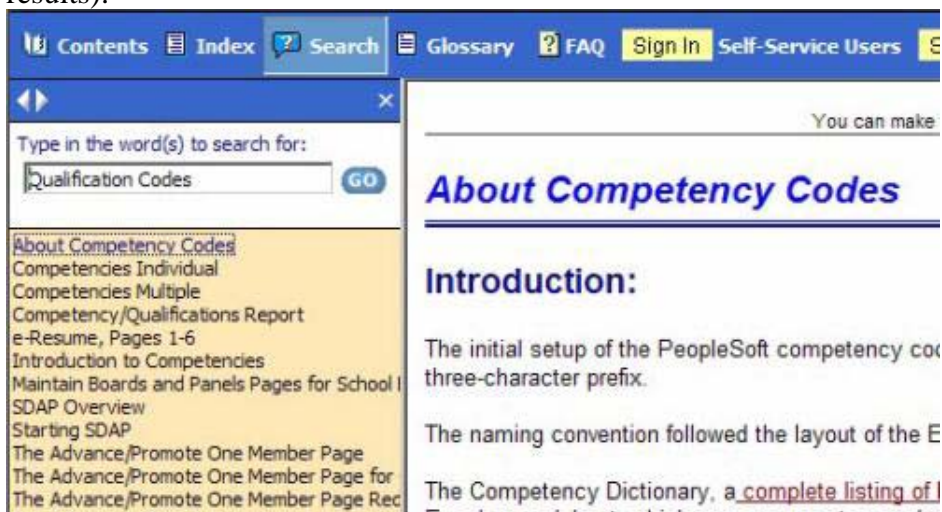 results).
Contents Index Search Glossary FAQ Sign In Self-Service Users
Type in the word(s) to search for:
Qualification Codes GO
About Competency Codes
Competencies Individual
Competencies Multiple
Competency/Qualifications Report
e-Resume, Pages 1-6
Introduction to Competencies
Maintain Boards and Panels Pages for School
SDAP Overview
Starting SDAP
The Advance/Promote One Member Page
The Advance/Promote One Member Page for
The Advance/Promote One Member Page Rec
You can make
About Competency Codes
Introduction:
The initial setup of the PeopleSoft competency
three-character prefix.
The naming convention followed the layout of the
The Competency Dictionary, a complete listing of